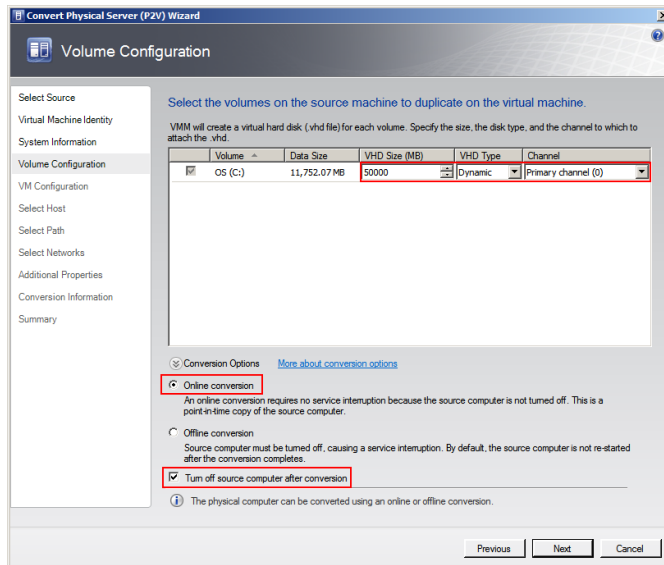 Convert Physical Server (P2V) Wizard
Volume Configuration
Select Source
Virtual Machine Identity
System Information
Volume Configuration
VM Configuration
Select Host
Select Path
Select Networks
Additional Properties
Conversion Information
Summary
Select the volumes on the source machine to duplicate on the virtual machine.
VMM will create a virtual hard disk (.vhd file) for each volume. Specify the size, the disk type, and the channel to which to
attach the .vhd.
Volume Data Size VHD Size (MB) VHD Type Channel
OS (C:) 11,752.07 MB 50000 Dynamic Primary channel (0)
Conversion Options More about conversion options
Online conversion
An online conversion requires no service interruption because the source computer is not turned off. This is a
point-in-time copy of the source computer.
Offline conversion
Source computer must be turned off, causing a service interruption. By default, the source computer is not re-started
after the conversion completes.
Turn off source computer after conversion
The physical computer can be converted using an online or offline conversion.
Previous Next Cancel